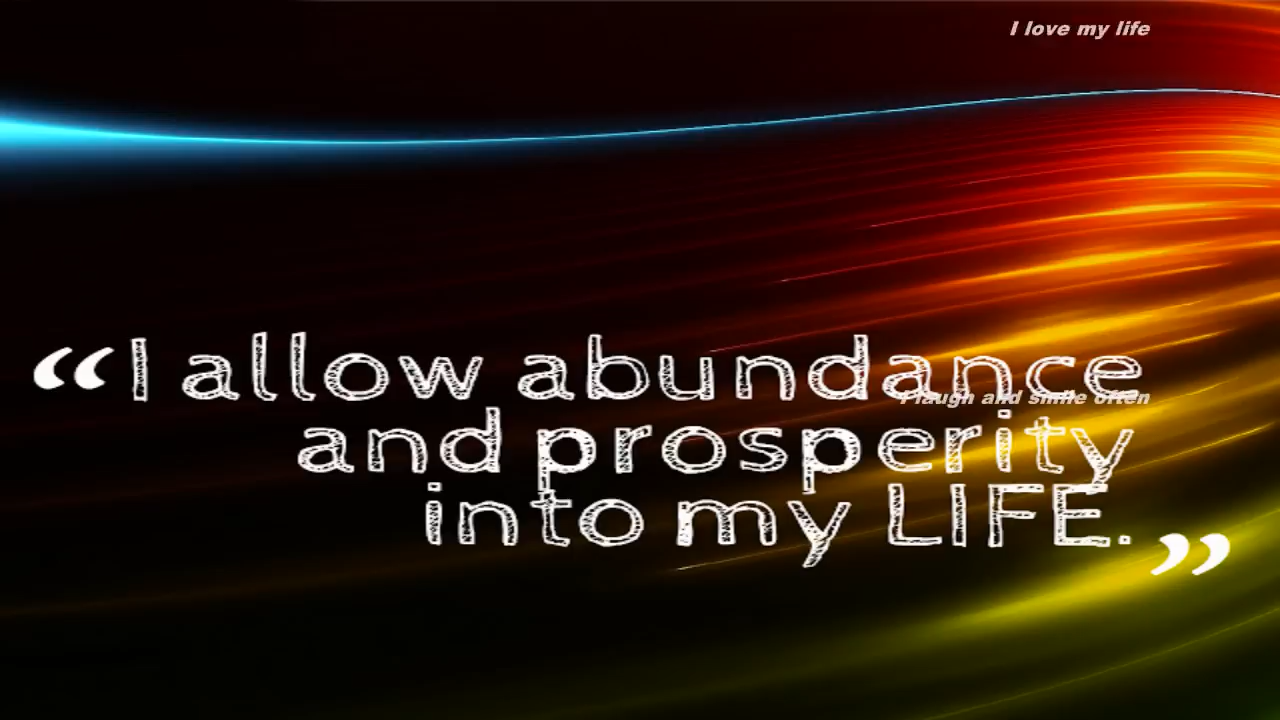 I love my life
“I allow abundance
I laugh and smile often
and prosperity
into my LIFE.”